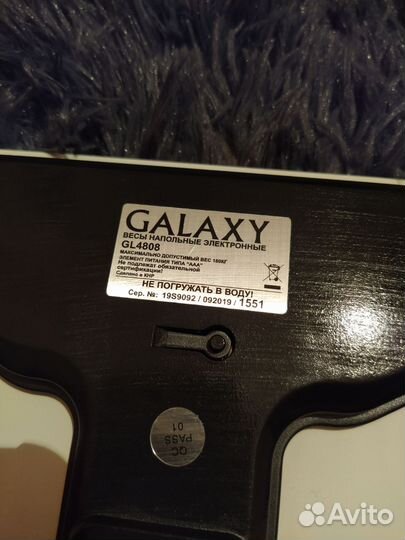 GALAXY
ВЕСЫ НАПОЛЬНЫЕ ЭЛЕКТРОННЫЕ
GL4808
МАКСИМАЛЬНО ДОПУСТИМЫЙ ВЕС 180КГ
ЭЛЕМЕНТ ПИТАНИЯ ТИПА "ААА"
Не подлежат обязательной
сертификации!
Сделано в КНР
НЕ ПОГРУЖАТЬ В ВОДУ!
Сер. №: 19S9092 / 092019 / 1551
QC
PASS
01
Avito